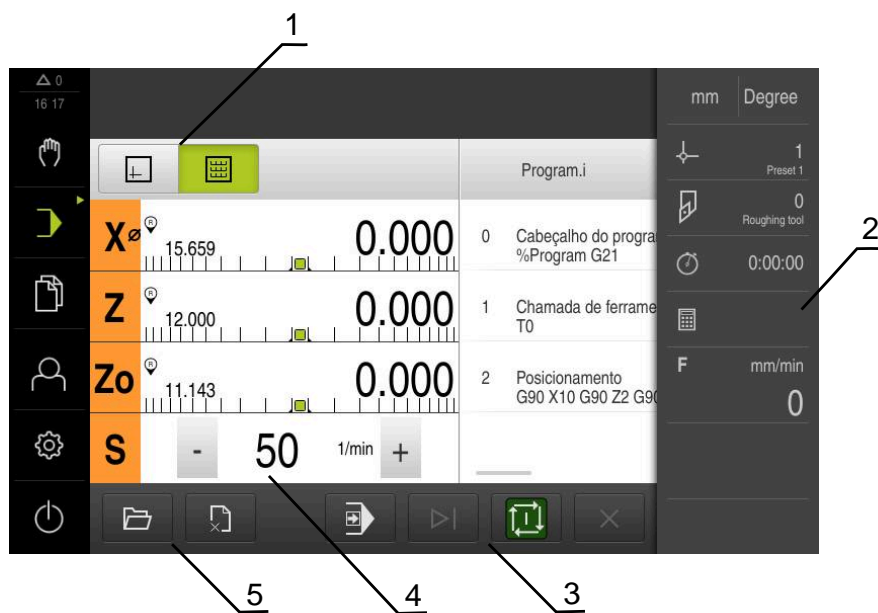 1
0
16 17
mm Degree
Program.i
1
Preset 1
X⌀ R 15.659 0.000
0 Cabeçalho do progra
%Program G21
0
Roughing tool
2
0:00:00
Z R 12.000 0.000
1 Chamada de ferrame
T0
Zo R 11.143 0.000
2 Posicionamento
G90 X10 G90 Z2 G90
F mm/min
0
S - 50 1/min +
5 4 3